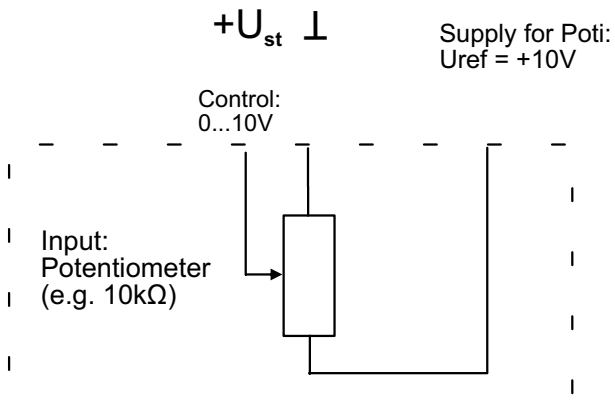 +Ust ⊥
Supply for Poti:
Uref = +10V
Control:
0...10V
Input:
Potentiometer
(e.g. 10kΩ)